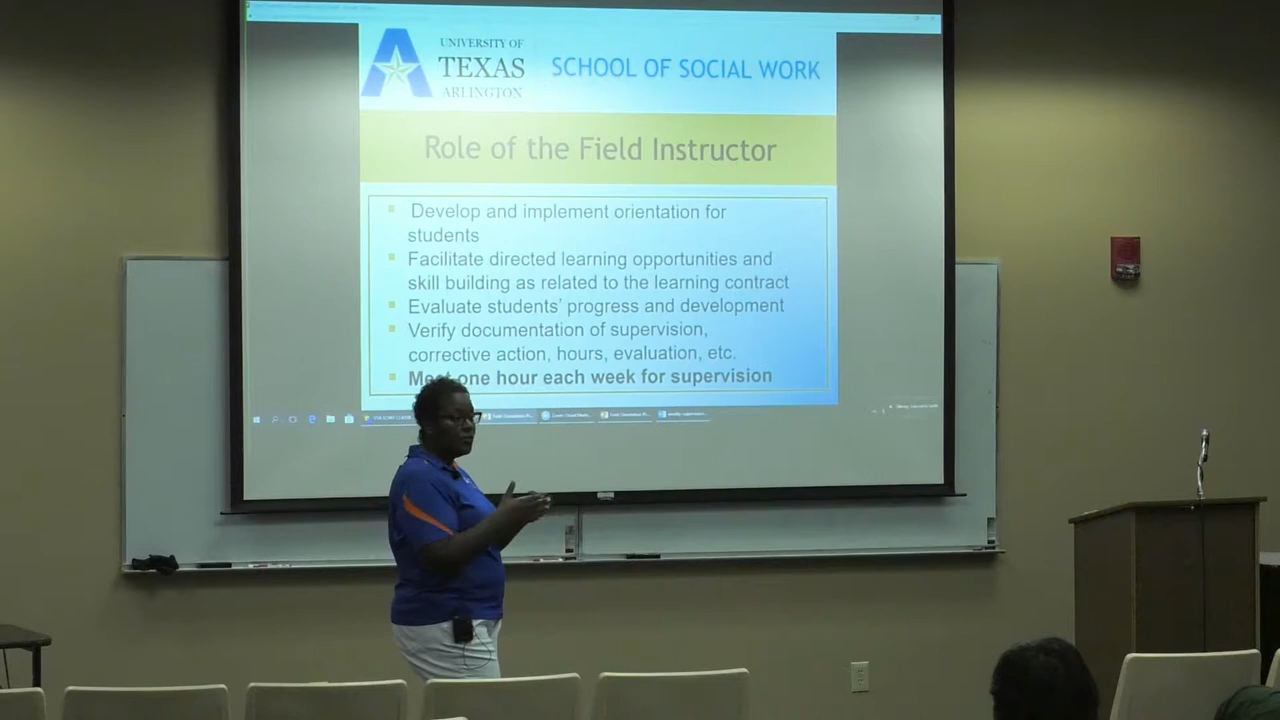 UNIVERSITY OF
TEXAS
ARLINGTON
SCHOOL OF SOCIAL WORK
Role of the Field Instructor
Develop and implement orientation for
students
Facilitate directed learning opportunities and
skill building as related to the learning contract
Evaluate students' progress and development
Verify documentation of supervision,
corrective action, hours, evaluation, etc.
Meet one hour each week for supervision